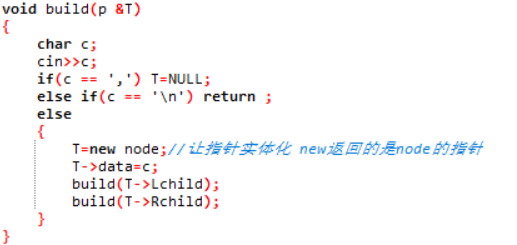 void build(p &T)
{
char c;
cin>>c;
if(c == ',') T=NULL;
else if(c == '\n') return ;
else
{
T=new node;//让指针实体化 new返回的是node的指针
T->data=c;
build(T->Lchild);
build(T->Rchild);
}
}